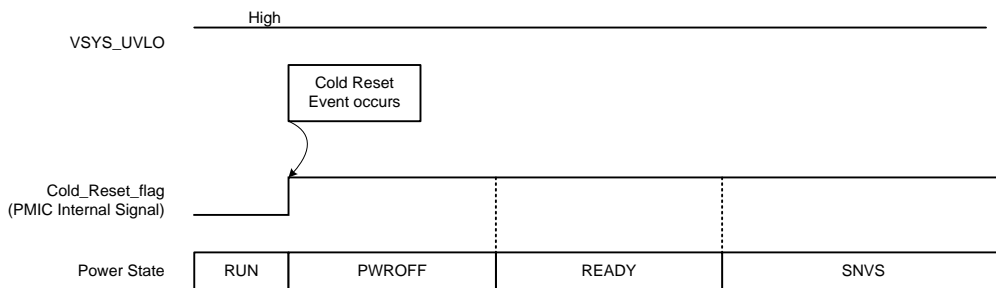 High
VSYS_UVLO
Cold Reset
Event occurs
Cold_Reset_flag
(PMIC Internal Signal)
Power State
RUN
PWROFF
READY
SNVS